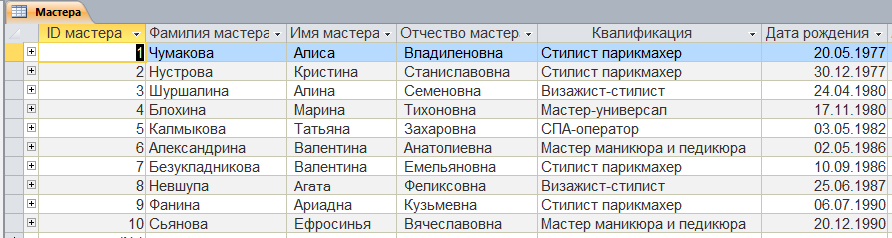 Мастера
ID мастера Фамилия мастера Имя мастера Отчество мастер Квалификация Дата рождения
1 Чумакова Алиса Владиленовна Стилист парикмахер 20.05.1977
2 Нустрова Кристина Станиславовна Стилист парикмахер 30.12.1977
3 Шуршалина Алина Семеновна Визажист-стилист 24.04.1980
4 Блохина Марина Тихоновна Мастер-универсал 17.11.1980
5 Калмыкова Татьяна Захаровна СПА-оператор 03.05.1982
6 Александрина Валентина Анатолиевна Мастер маникюра и педикюра 02.05.1986
7 Безукладникова Валентина Емельяновна Стилист парикмахер 10.09.1986
8 Невшупа Агата Феликсовна Визажист-стилист 25.06.1987
9 Фанина Ариадна Кузьмевна Стилист парикмахер 06.07.1990
10 Сьянова Ефросинья Вячеславовна Мастер маникюра и педикюра 20.12.1990